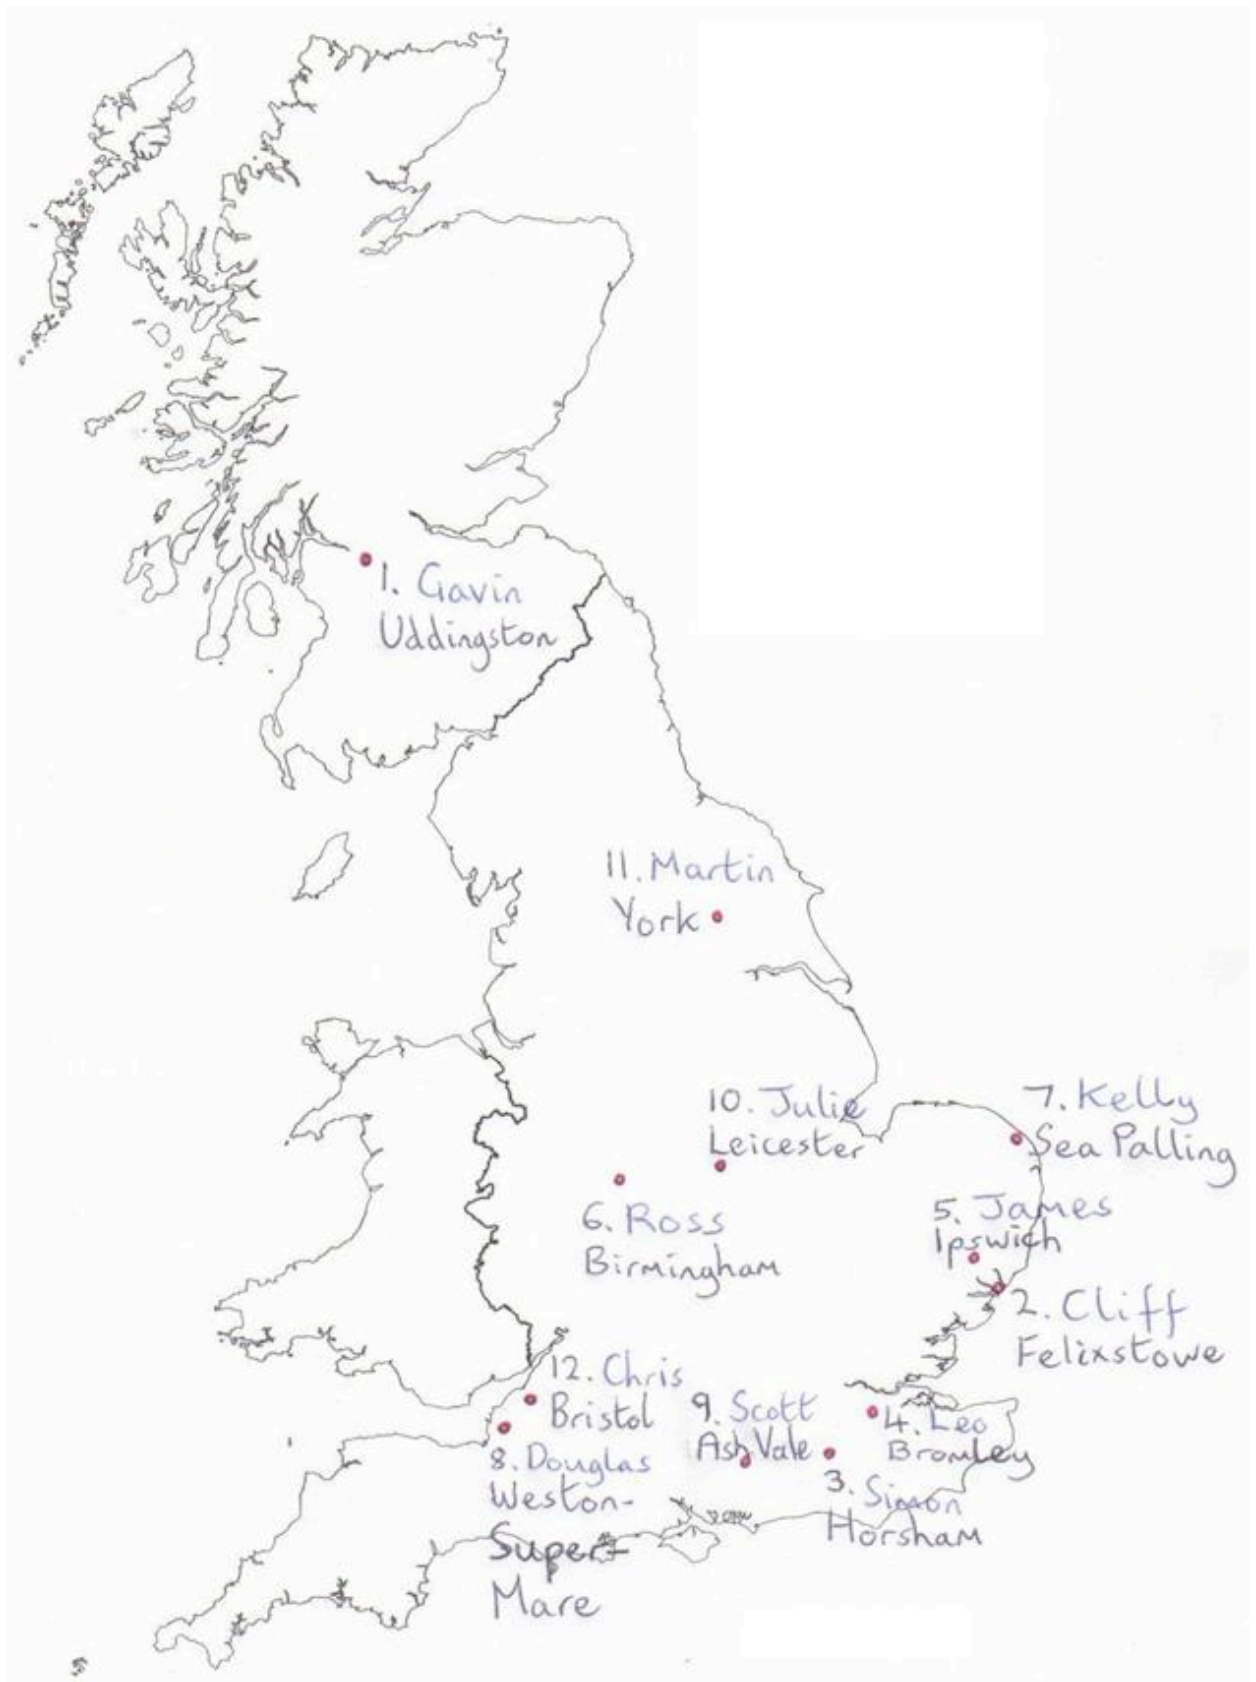 1. Gavin
Uddingston
11. Martin
York
10. Julie
Leicester
7. Kelly
Sea Palling
6. Ross
Birmingham
5. James
Ipswich
2. Cliff
Felixstowe
12. Chris
Bristol
9. Scott
Ash Vale
4. Leo
Bromley
8. Douglas
Weston-
Super-
Mare
3. Simon
Horsham